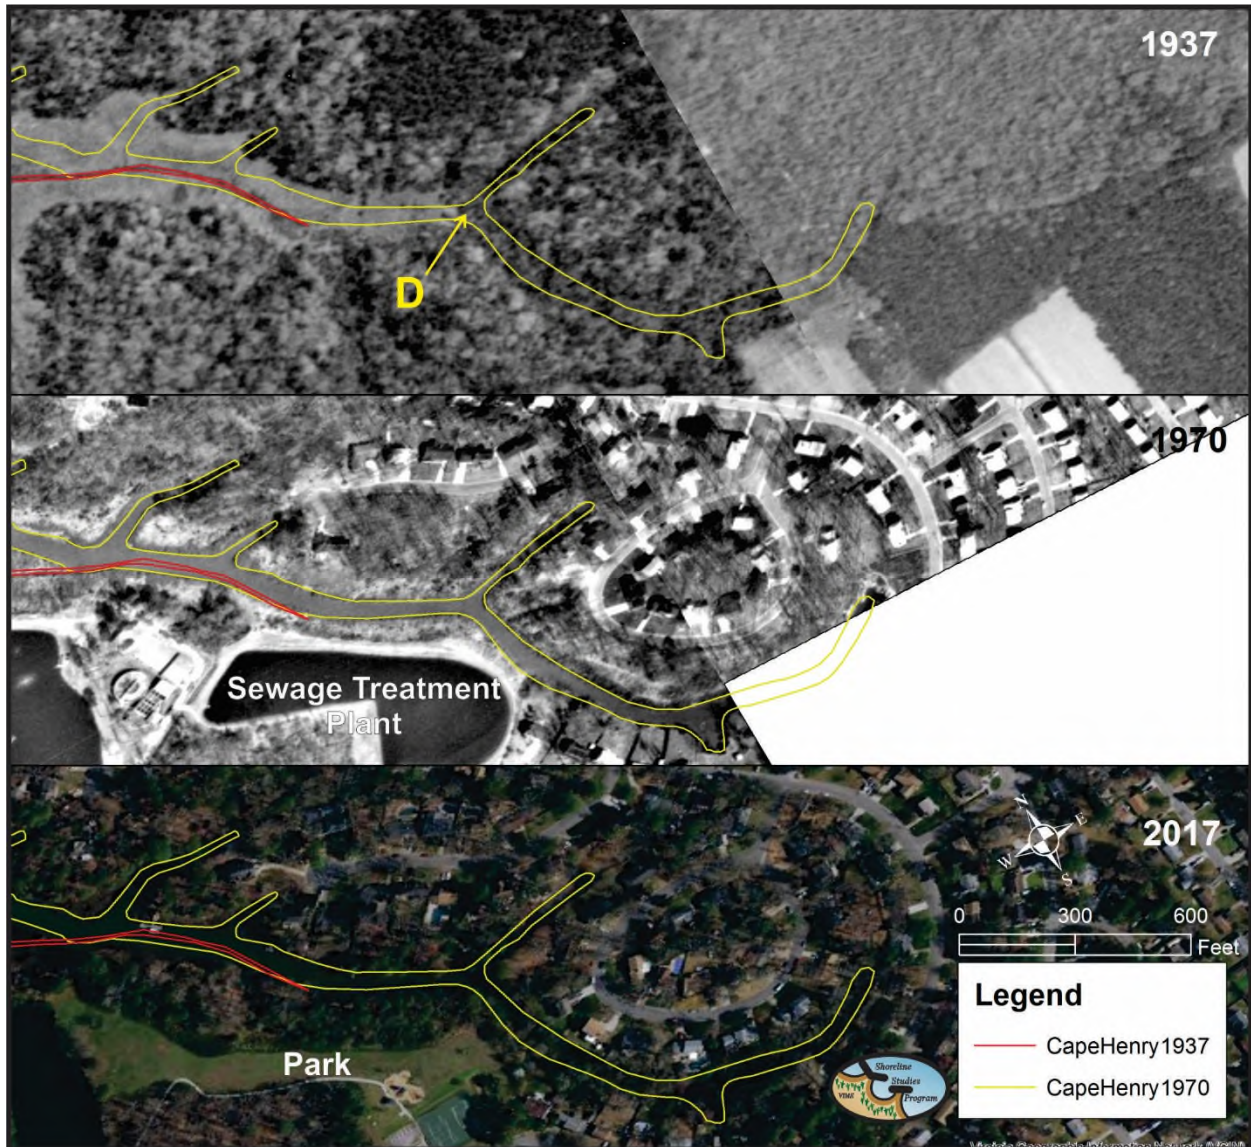 1937
D
1970
Sewage Treatment
Plant
2017
N
E
W
S
0 300 600
Feet
Park
Legend
CapeHenry1937
CapeHenry1970
Shoreline
Studies
Program
VIMS